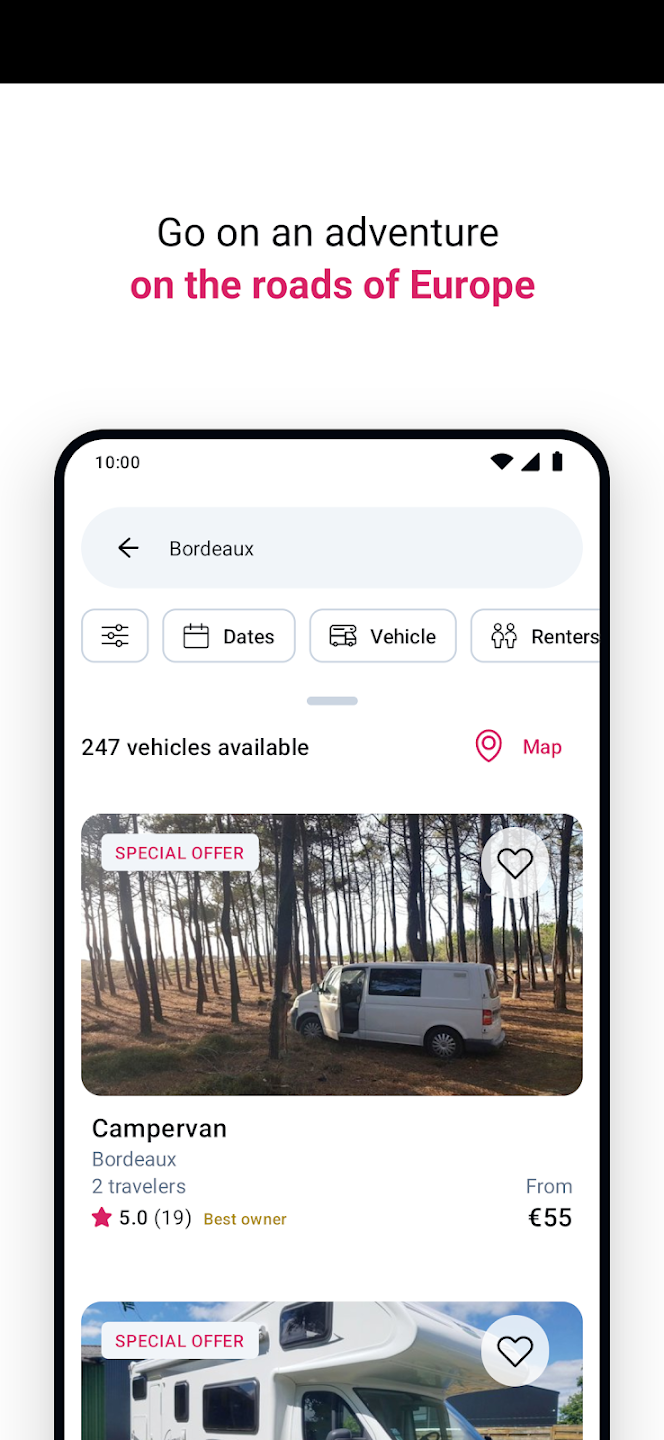 Go on an adventure
on the roads of Europe
10:00
Bordeaux
Dates
Vehicle
Renters
247 vehicles available
Map
SPECIAL OFFER
Campervan
Bordeaux
2 travelers
From
5.0 (19) Best owner
€55
SPECIAL OFFER